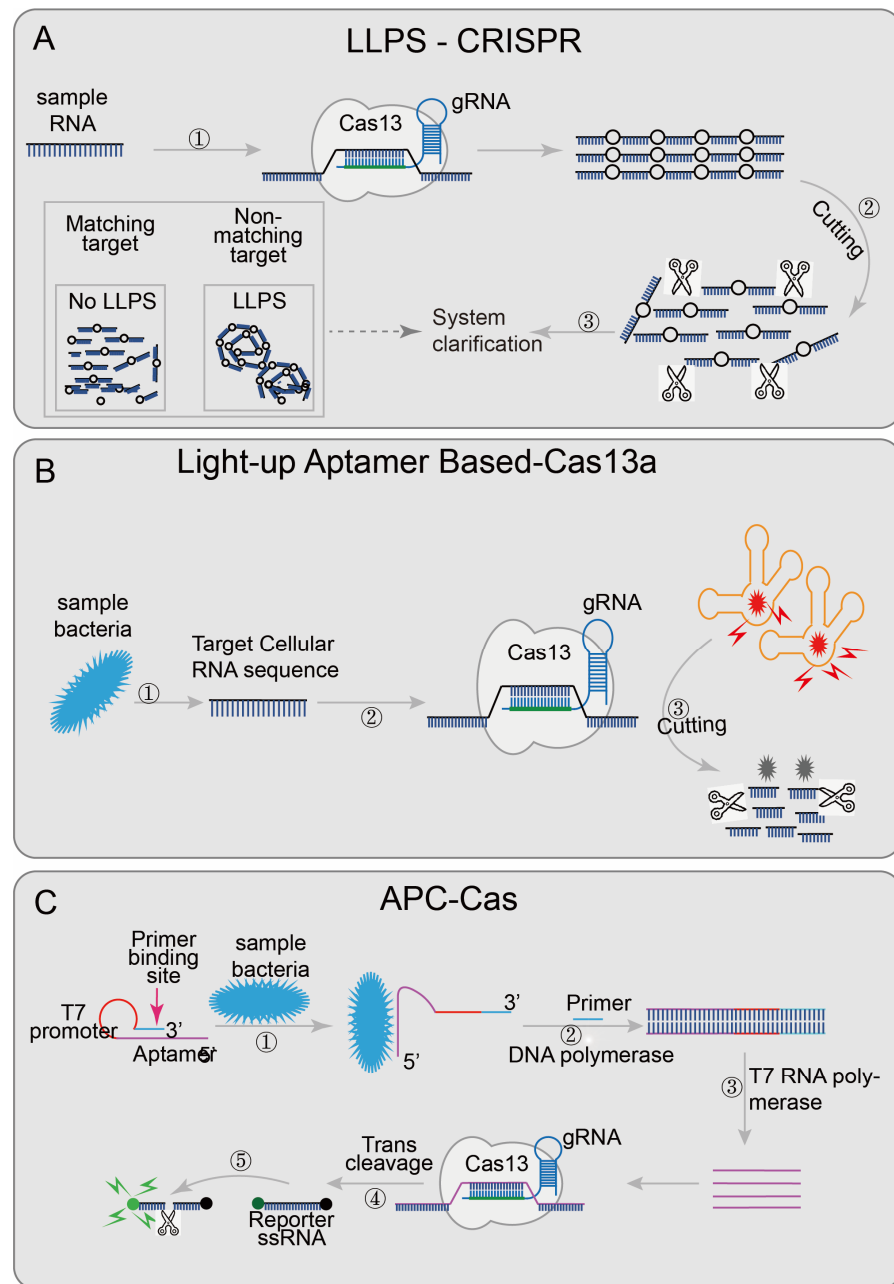 A
LLPS - CRISPR
sample
RNA
①
Cas13
gRNA
②
Cutting
Matching
target
Non-
matching
target
No LLPS
LLPS
System
clarification
③
B
Light-up Aptamer Based-Cas13a
sample
bacteria
①
Target Cellular
RNA sequence
②
Cas13
gRNA
③
Cutting
C
APC-Cas
Primer
binding
site
T7
promoter
3’
Aptamer
5’
sample
bacteria
①
3’
5’
Primer
②
DNA polymerase
③
T7 RNA poly-
merase
Cas13
gRNA
Trans
cleavage
④
⑤
Reporter
ssRNA